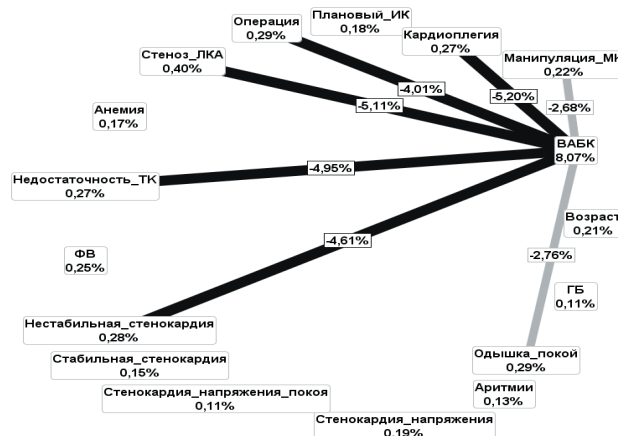 Плановый_ИК
0,18%
Операция
0,29%
Кардиоплегия
0,27%
Стеноз_ЛКА
0,40%
Манипуляция_МК
0,22%
-4,01%
-5,11%
-5,20%
-2,68%
Анемия
0,17%
ВАБК
8,07%
-4,95%
Недостаточность_ТК
0,27%
Возраст
0,21%
-4,61%
-2,76%
ФВ
0,25%
ГБ
0,11%
Нестабильная_стенокардия
0,28%
Стабильная_стенокардия
0,15%
Одышка_покой
0,29%
Стенокардия_напряжения_покоя
0,11%
Аритмии
0,13%
Стенокардия_напряжения
0,19%